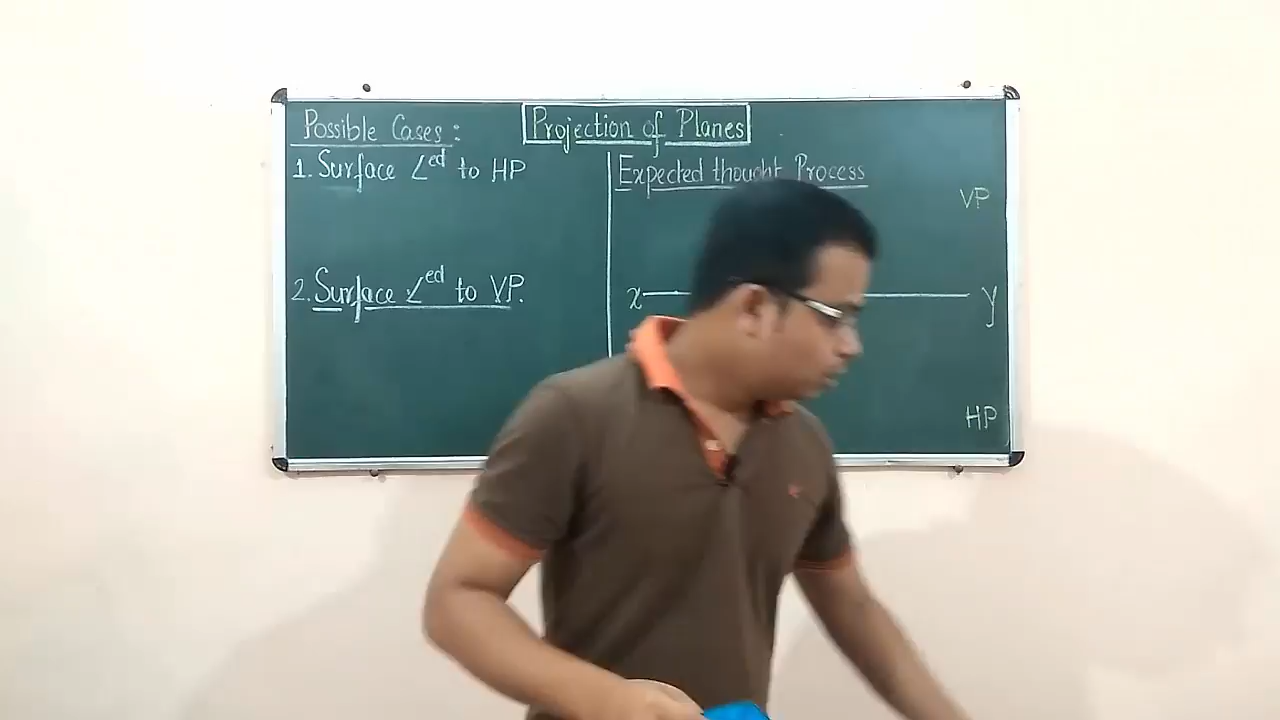 Projection of Planes
Possible Cases:
1. Surface ∠ed to HP
2. Surface ∠ed to VP.
Expected thought Process
VP
x y
HP